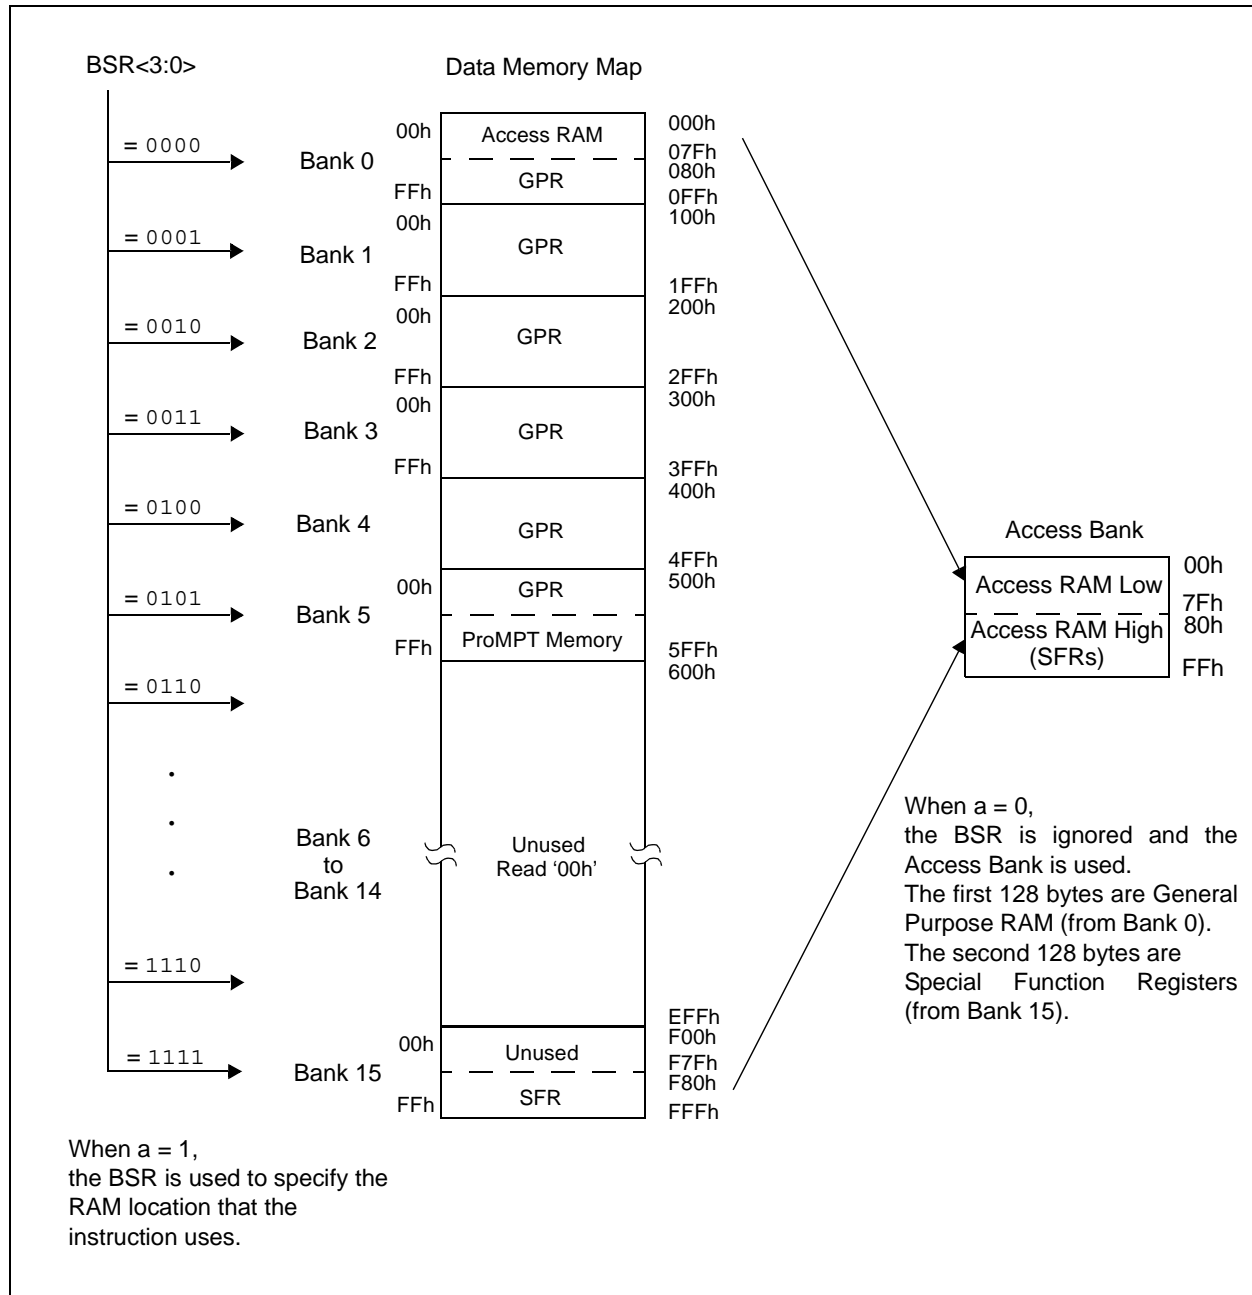 BSR<3:0>
Data Memory Map
= 0000
Bank 0
00h
Access RAM
000h
07Fh
080h
GPR
FFh
0FFh
= 0001
Bank 1
00h
GPR
100h
FFh
1FFh
= 0010
Bank 2
00h
GPR
200h
FFh
2FFh
= 0011
Bank 3
00h
GPR
300h
FFh
3FFh
= 0100
Bank 4
GPR
400h
4FFh
= 0101
Bank 5
00h
GPR
500h
ProMPT Memory
FFh
5FFh
600h
= 0110
.
.
.
Bank 6
to
Bank 14
Unused
Read ‘00h’
= 1110
EFFh
= 1111
Bank 15
00h
Unused
F00h
F7Fh
F80h
SFR
FFh
FFFh
Access Bank
Access RAM Low
00h
7Fh
Access RAM High
(SFRs)
80h
FFh
When a = 0,
the BSR is ignored and the
Access Bank is used.
The first 128 bytes are General
Purpose RAM (from Bank 0).
The second 128 bytes are
Special Function Registers
(from Bank 15).
When a = 1,
the BSR is used to specify the
RAM location that the
instruction uses.